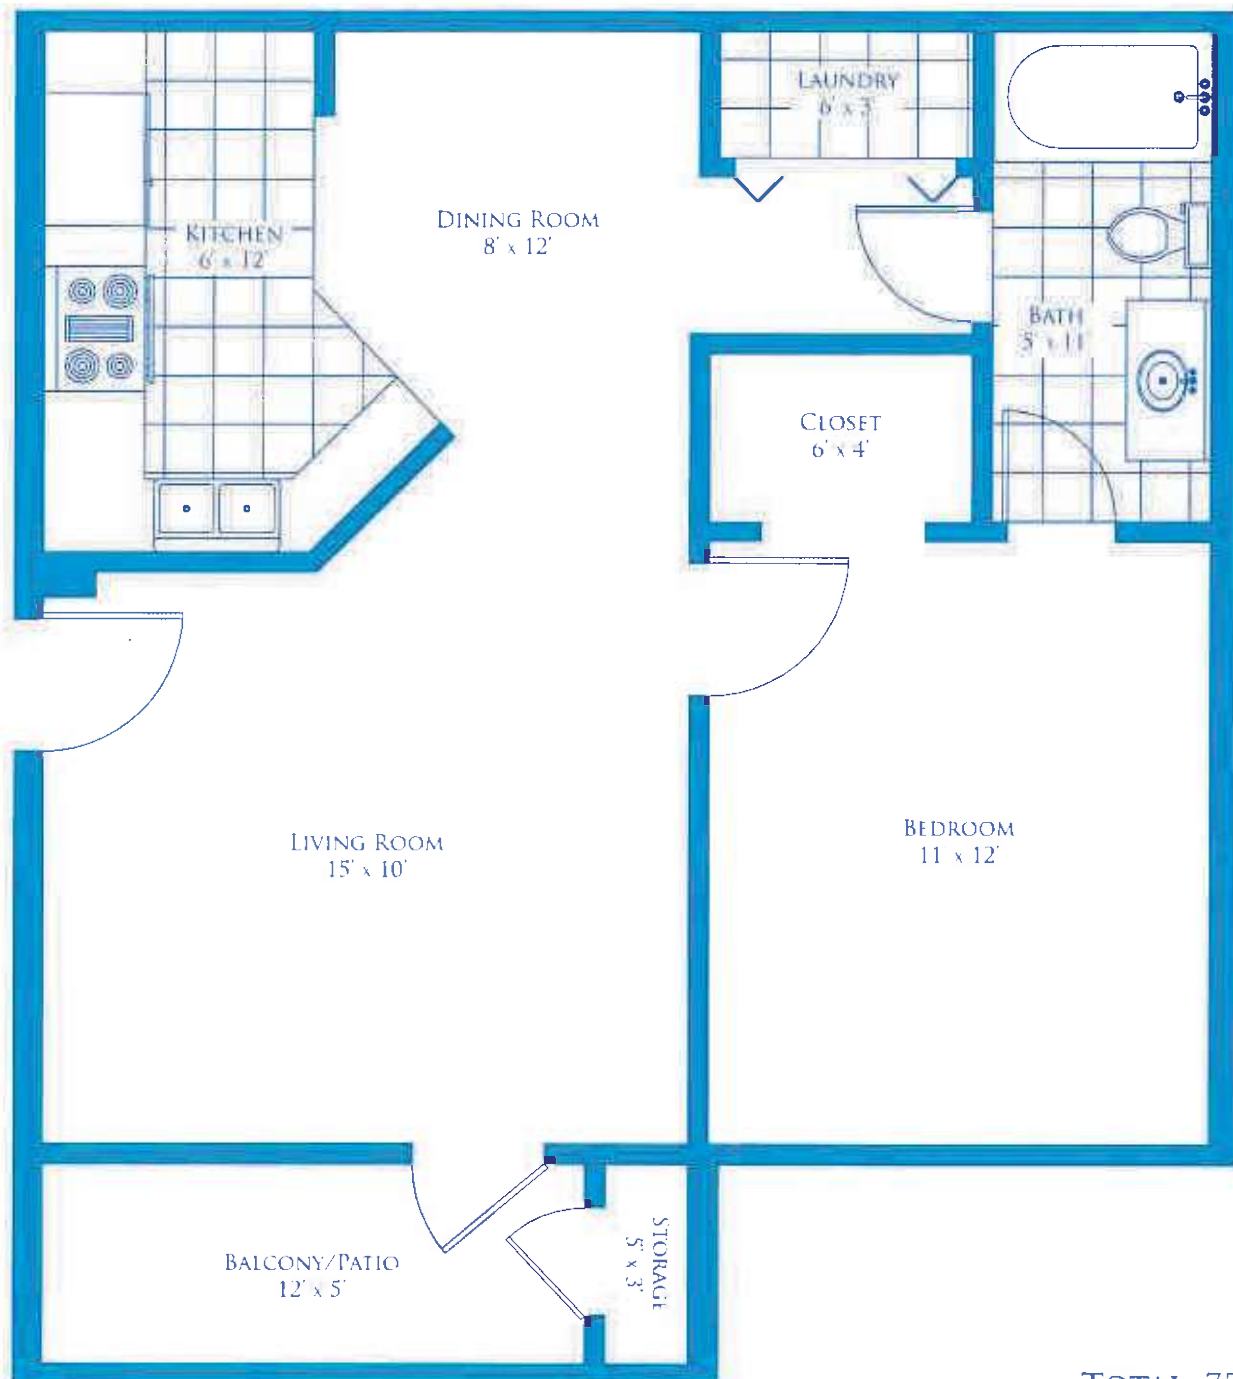 LAUNDRY
6' x 3'
KITCHEN
6' x 12'
DINING ROOM
8' x 12'
BATH
5' x 11'
CLOSET
6' x 4'
LIVING ROOM
15' x 10'
BEDROOM
11' x 12'
BALCONY/PATIO
12' x 5'
STORAGE
5' x 3'
TOTAL